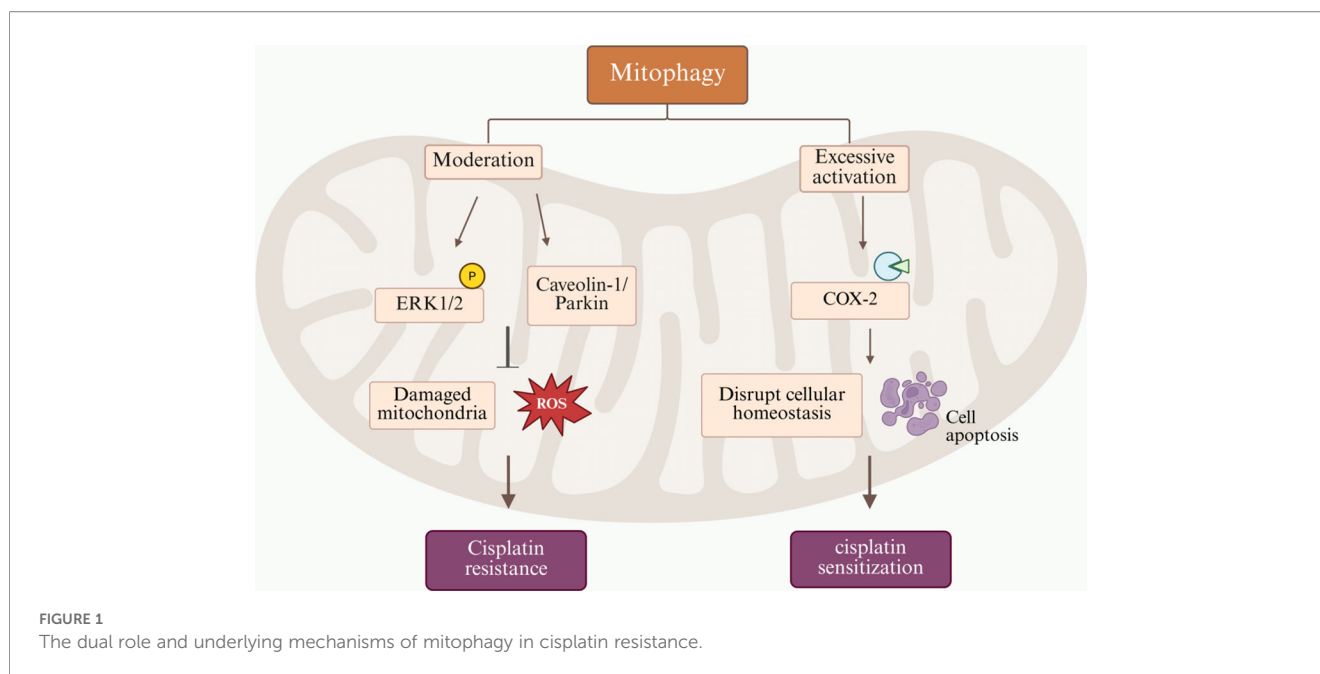 Mitophagy
Moderation
Excessive
activation
P
ERK1/2
Caveolin-1/
Parkin
COX-2
Damaged
mitochondria
ROS
Disrupt cellular
homeostasis
Cell
apoptosis
Cisplatin
resistance
cisplatin
sensitization
FIGURE 1
The dual role and underlying mechanisms of mitophagy in cisplatin resistance.